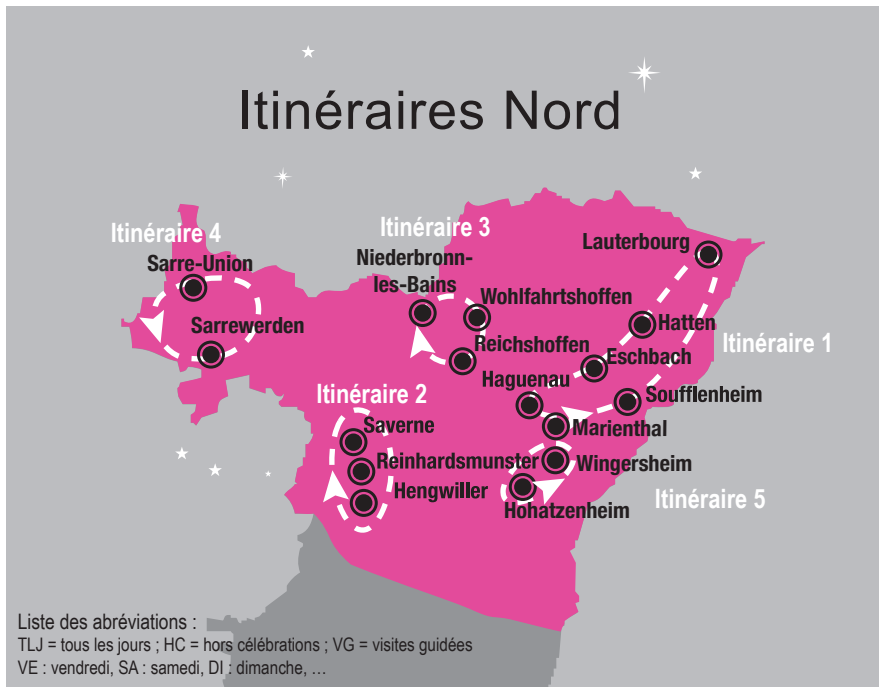 Itinéraires Nord
Itinéraire 4
Sarre-Union
Sarrewerden
Itinéraire 3
Niederbronn-
les-Bains
Wohlfahrtshoffen
Reichshoffen
Lauterbourg
Hatten
Itinéraire 1
Eschbach
Haguenau
Soufflenheim
Marienthal
Itinéraire 2
Saverne
Reinhardsmunster
Hengwiller
Wingersheim
Hohatzenheim
Itinéraire 5
Liste des abréviations :
TLJ = tous les jours ; HC = hors célébrations ; VG = visites guidées
VE : vendredi, SA : samedi, DI : dimanche, …